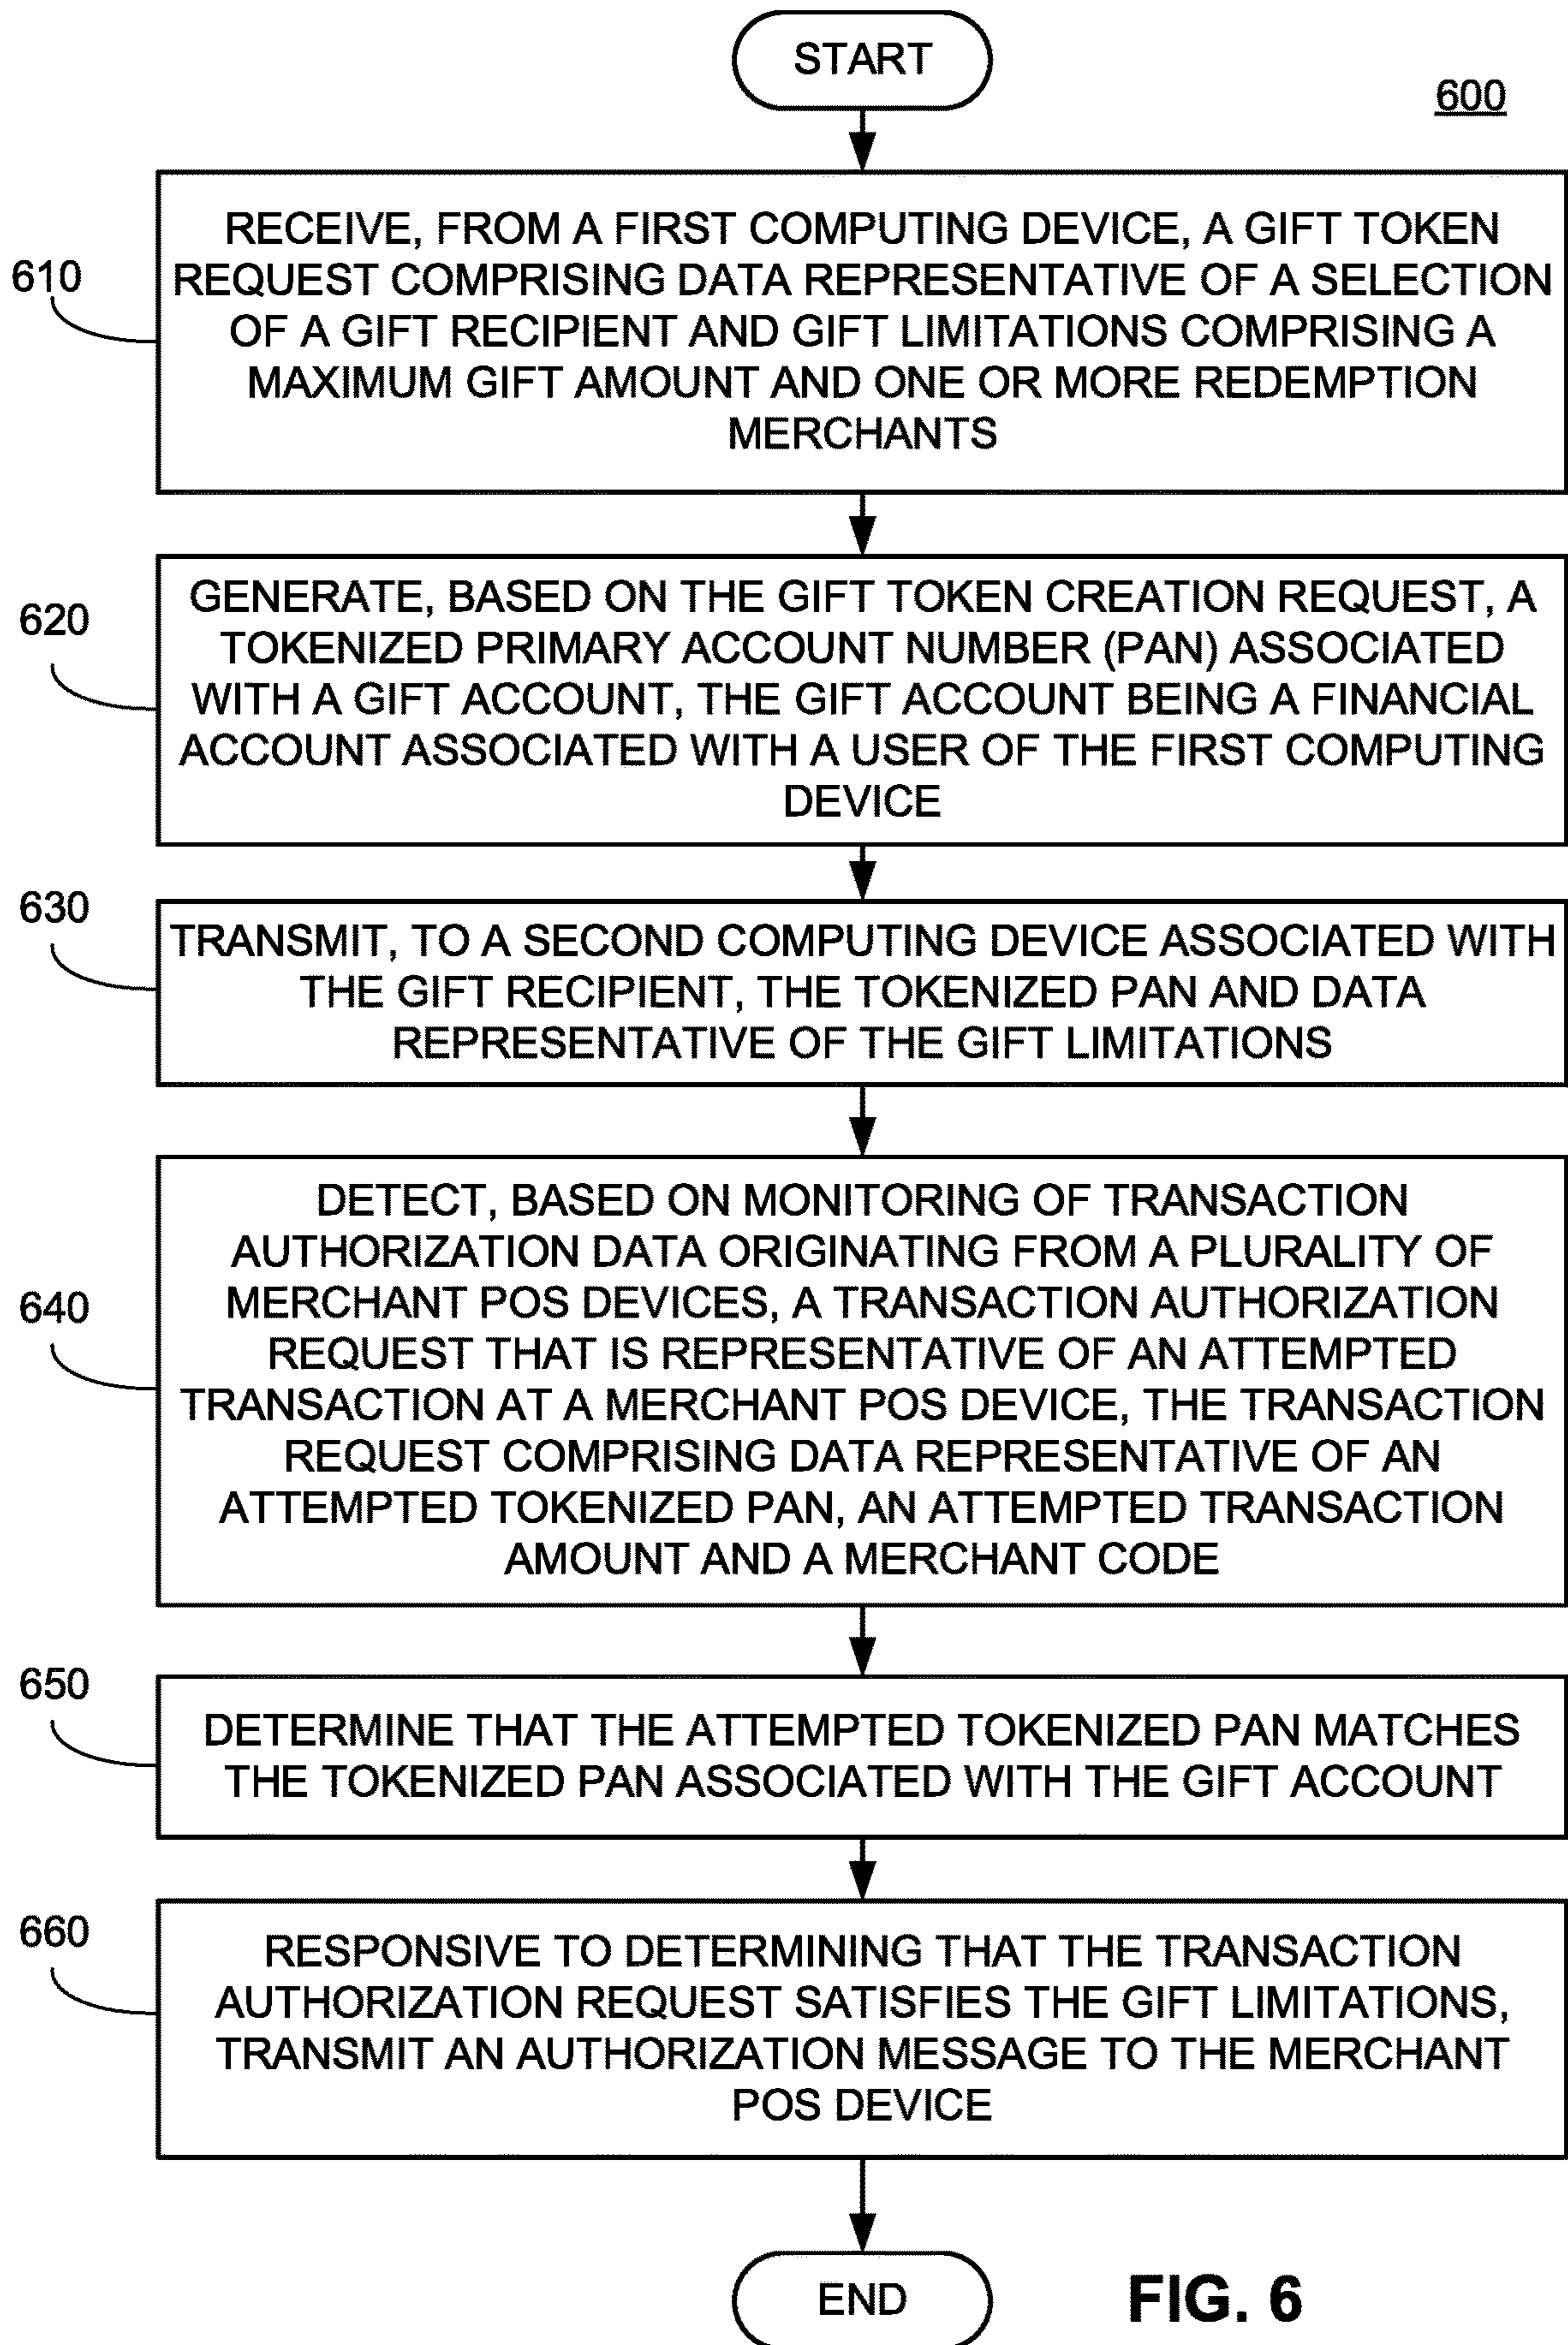 START
600
610
RECEIVE, FROM A FIRST COMPUTING DEVICE, A GIFT TOKEN
REQUEST COMPRISING DATA REPRESENTATIVE OF A SELECTION
OF A GIFT RECIPIENT AND GIFT LIMITATIONS COMPRISING A
MAXIMUM GIFT AMOUNT AND ONE OR MORE REDEMPTION
MERCHANTS
620
GENERATE, BASED ON THE GIFT TOKEN CREATION REQUEST, A
TOKENIZED PRIMARY ACCOUNT NUMBER (PAN) ASSOCIATED
WITH A GIFT ACCOUNT, THE GIFT ACCOUNT BEING A FINANCIAL
ACCOUNT ASSOCIATED WITH A USER OF THE FIRST COMPUTING
DEVICE
630
TRANSMIT, TO A SECOND COMPUTING DEVICE ASSOCIATED WITH
THE GIFT RECIPIENT, THE TOKENIZED PAN AND DATA
REPRESENTATIVE OF THE GIFT LIMITATIONS
640
DETECT, BASED ON MONITORING OF TRANSACTION
AUTHORIZATION DATA ORIGINATING FROM A PLURALITY OF
MERCHANT POS DEVICES, A TRANSACTION AUTHORIZATION
REQUEST THAT IS REPRESENTATIVE OF AN ATTEMPTED
TRANSACTION AT A MERCHANT POS DEVICE, THE TRANSACTION
REQUEST COMPRISING DATA REPRESENTATIVE OF AN
ATTEMPTED TOKENIZED PAN, AN ATTEMPTED TRANSACTION
AMOUNT AND A MERCHANT CODE
650
DETERMINE THAT THE ATTEMPTED TOKENIZED PAN MATCHES
THE TOKENIZED PAN ASSOCIATED WITH THE GIFT ACCOUNT
660
RESPONSIVE TO DETERMINING THAT THE TRANSACTION
AUTHORIZATION REQUEST SATISFIES THE GIFT LIMITATIONS,
TRANSMIT AN AUTHORIZATION MESSAGE TO THE MERCHANT
POS DEVICE
END
FIG. 6